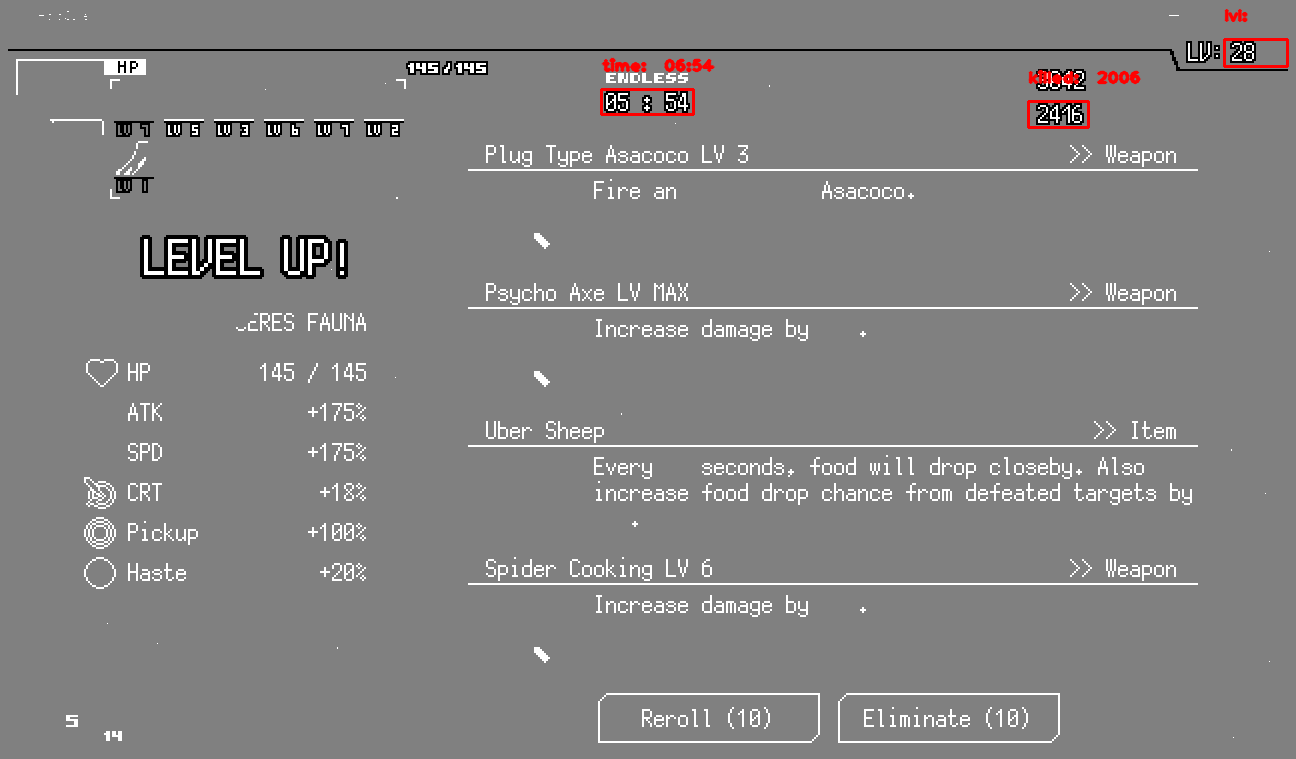 lvl:
LV: 28
HP
145/145
time: 06:54
ENDLESS
05 : 54
killed: 2006
2416
LV 7 LV 5 LV 3 LV 6 LV 7 LV 2
LV 1
Plug Type Asacoco LV 3 >> Weapon
Fire an Asacoco.
LEVEL UP!
Psycho Axe LV MAX >> Weapon
Increase damage by .
CERES FAUNA
HP 145 / 145
ATK +175%
SPD +175%
CRT +18%
Pickup +100%
Haste +20%
Uber Sheep >> Item
Every seconds, food will drop closeby. Also
increase food drop chance from defeated targets by
.
Spider Cooking LV 6 >> Weapon
Increase damage by .
Reroll (10) Eliminate (10)
5
14